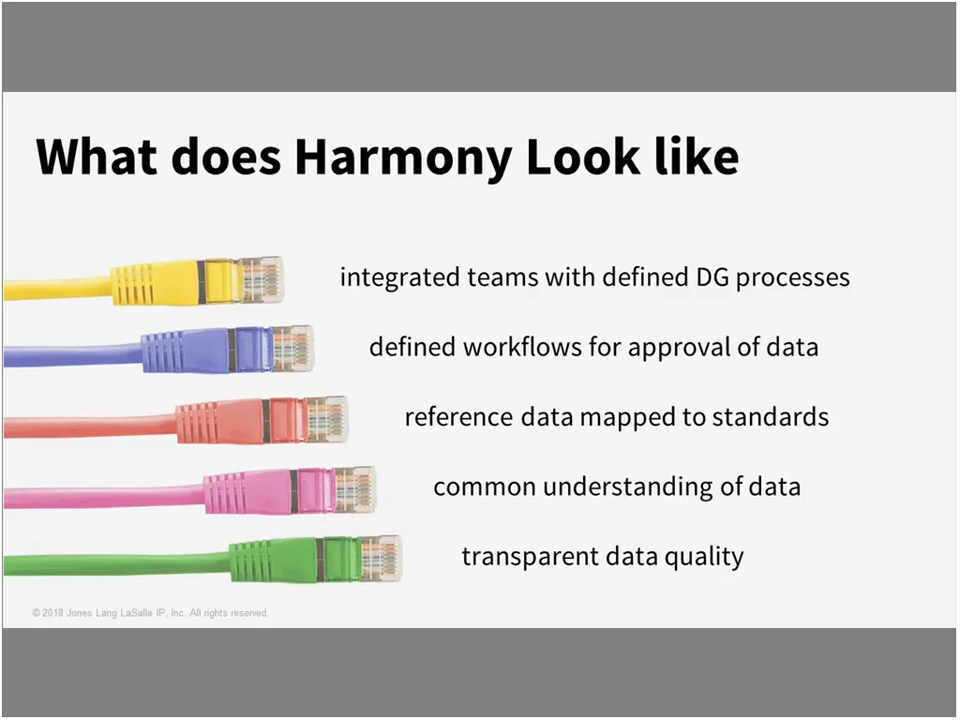 What does Harmony Look like
integrated teams with defined DG processes
defined workflows for approval of data
reference data mapped to standards
common understanding of data
transparent data quality
© 2018 Jones Lang LaSalle IP, Inc. All rights reserved.